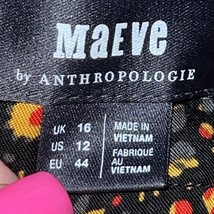 MaEVe
by ANTHROPOLOGIE
UK 16
US 12
EU 44
MADE IN
VIETNAM
FABRIQUÉ
AU
VIETNAM